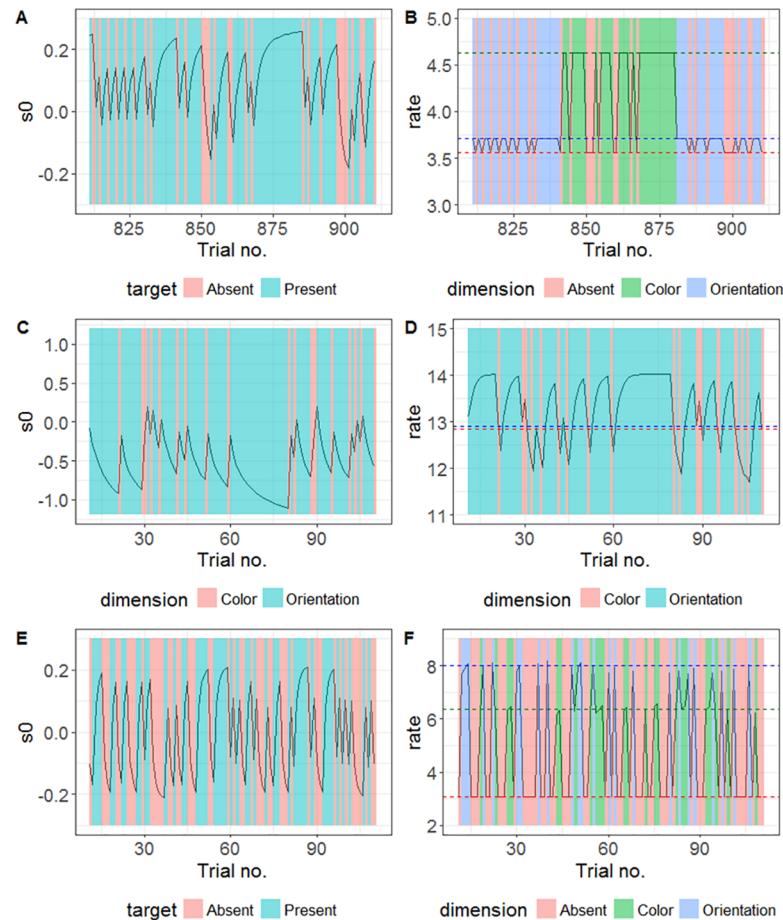 A
s0
0.2
0.0
-0.2
825 850 875 900
Trial no.
target Absent Present
B
rate
5.0
4.5
4.0
3.5
3.0
825 850 875 900
Trial no.
dimension Absent Color Orientation
C
s0
1.0
0.5
0.0
-0.5
-1.0
30 60 90
Trial no.
dimension Color Orientation
D
rate
15
14
13
12
11
30 60 90
Trial no.
dimension Color Orientation
E
s0
0.2
0.0
-0.2
30 60 90
Trial no.
target Absent Present
F
rate
8
6
4
2
30 60 90
Trial no.
dimension Absent Color Orientation